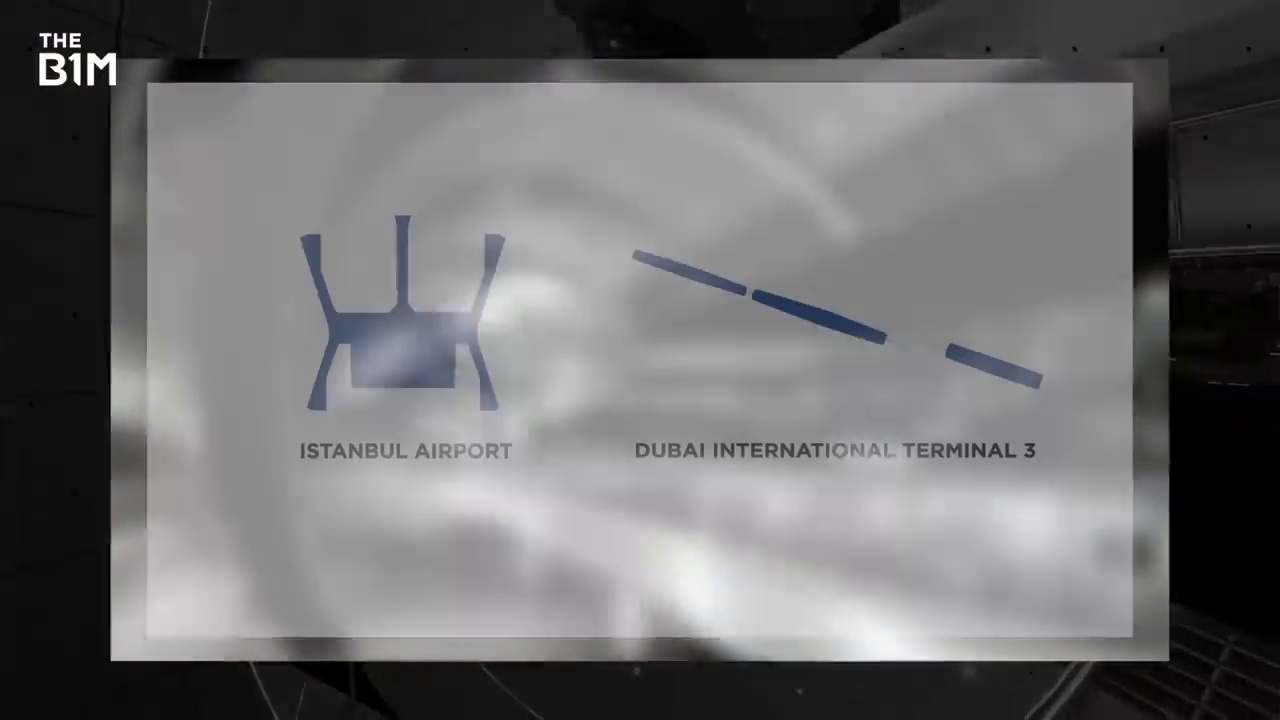 THE
B1M
ISTANBUL AIRPORT
DUBAI INTERNATIONAL TERMINAL 3